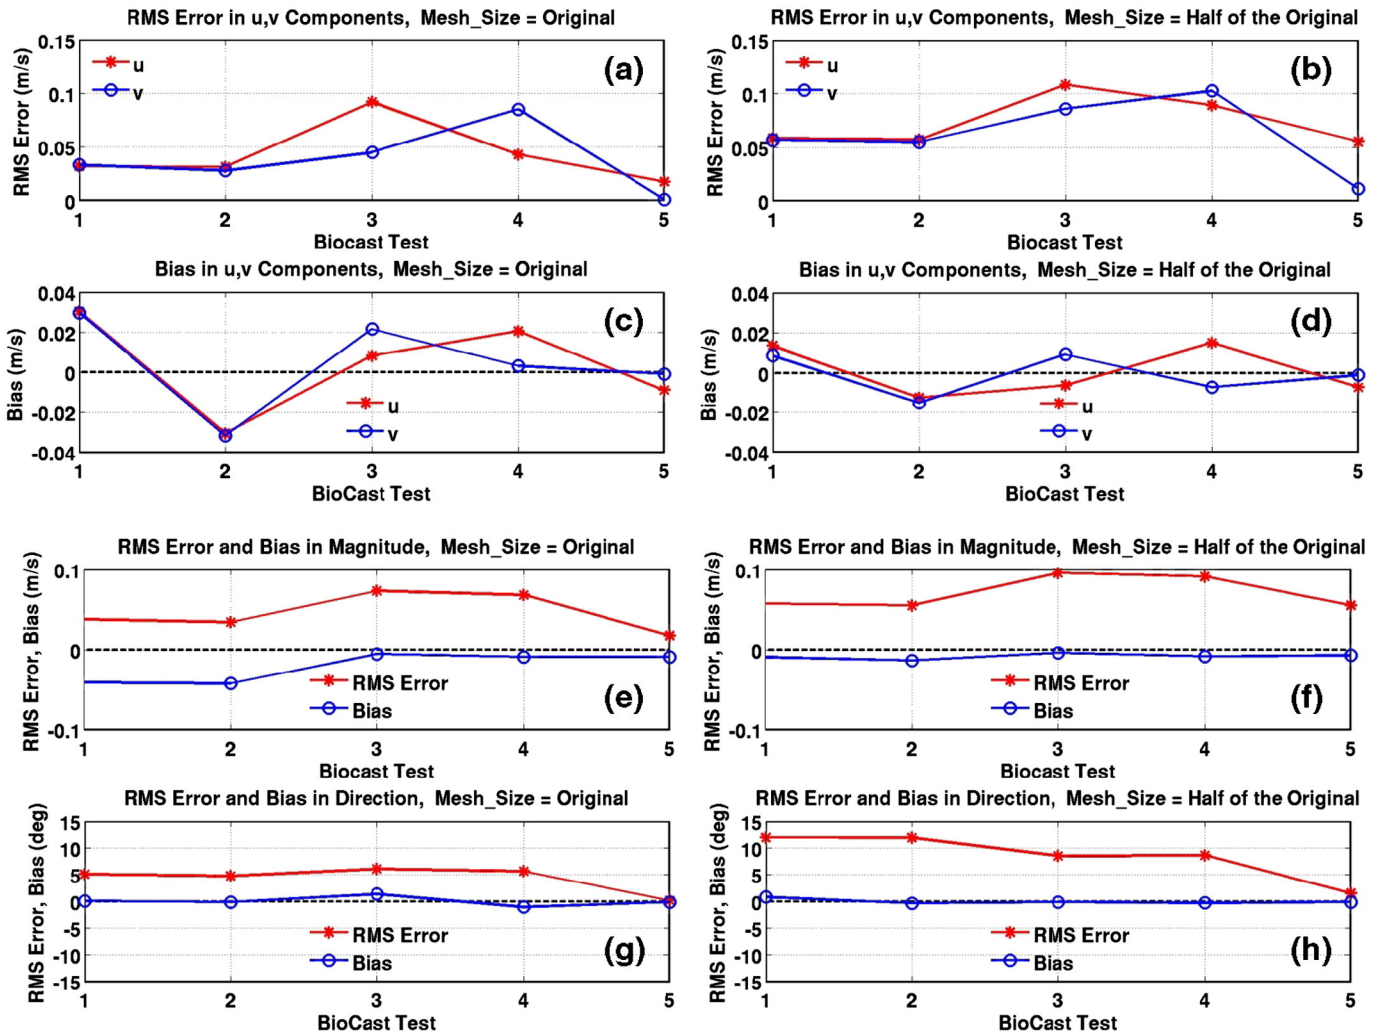 RMS Error in u,v Components, Mesh_Size = Original
0.15
0.1
0.05
0
RMS Error (m/s)
u
v
(a)
1 2 3 4 5
Biocast Test
RMS Error in u,v Components, Mesh_Size = Half of the Original
0.15
0.1
0.05
0
RMS Error (m/s)
u
v
(b)
1 2 3 4 5
Biocast Test
Bias in u,v Components, Mesh_Size = Original
0.04
0.02
0
-0.02
-0.04
Bias (m/s)
(c)
u
v
1 2 3 4 5
BioCast Test
Bias in u,v Components, Mesh_Size = Half of the Original
0.04
0.02
0
-0.02
-0.04
Bias (m/s)
(d)
u
v
1 2 3 4 5
BioCast Test
RMS Error and Bias in Magnitude, Mesh_Size = Original
0.1
0
-0.1
RMS Error, Bias (m/s)
RMS Error
Bias
(e)
1 2 3 4 5
Biocast Test
RMS Error and Bias in Magnitude, Mesh_Size = Half of the Original
0.1
0
-0.1
RMS Error, Bias (m/s)
RMS Error
Bias
(f)
1 2 3 4 5
Biocast Test
RMS Error and Bias in Direction, Mesh_Size = Original
15
10
5
0
-5
-10
-15
RMS Error, Bias (deg)
RMS Error
Bias
(g)
1 2 3 4 5
BioCast Test
RMS Error and Bias in Direction, Mesh_Size = Half of the Original
15
10
5
0
-5
-10
-15
RMS Error, Bias (deg)
RMS Error
Bias
(h)
1 2 3 4 5
BioCast Test